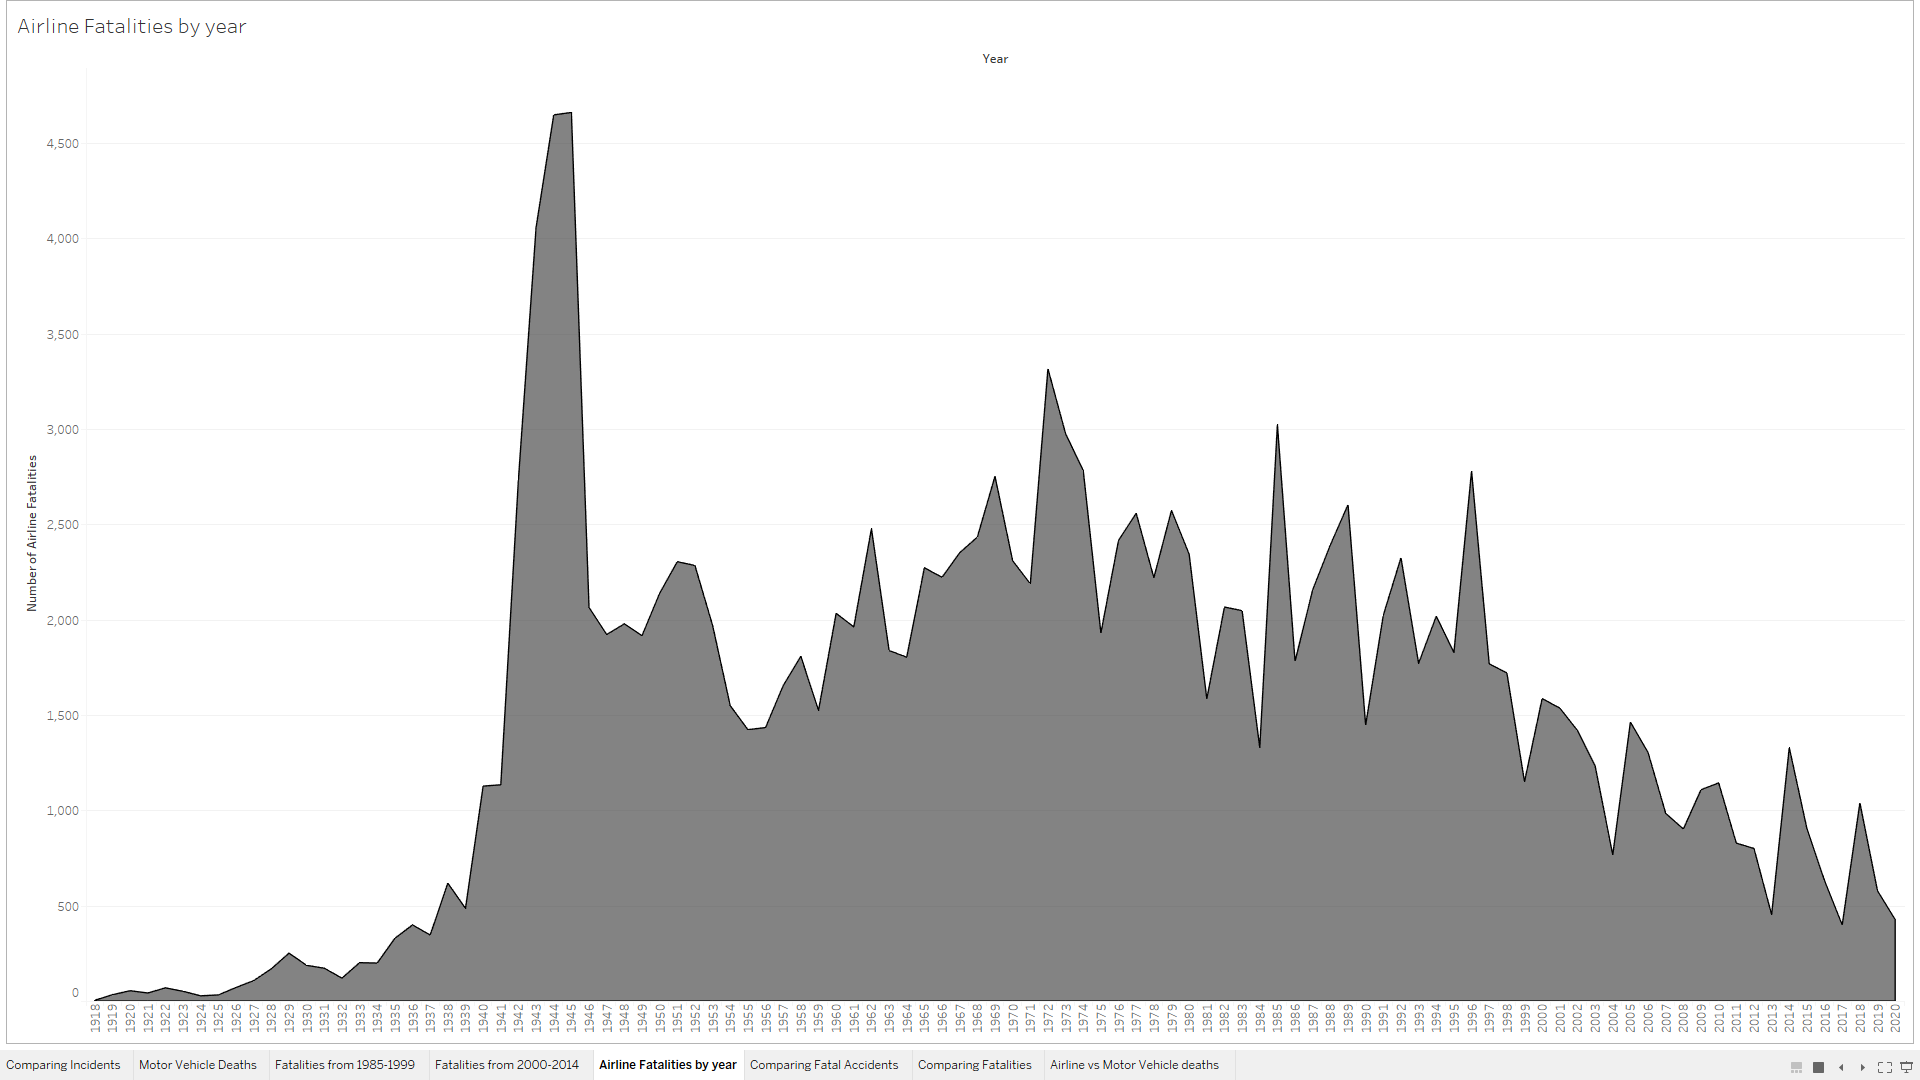 Airline Fatalities by year
Year
Number of Airline Fatalities
4,500
4,000
3,500
3,000
2,500
2,000
1,500
1,000
500
0
1918 1919 1920 1921 1922 1923 1924 1925 1926 1927 1928 1929 1930 1931 1932 1933 1934 1935 1936 1937 1938 1939 1940 1941 1942 1943 1944 1945 1946 1947 1948 1949 1950 1951 1952 1953 1954 1955 1956 1957 1958 1959 1960 1961 1962 1963 1964 1965 1966 1967 1968 1969 1970 1971 1972 1973 1974 1975 1976 1977 1978 1979 1980 1981 1982 1983 1984 1985 1986 1987 1988 1989 1990 1991 1992 1993 1994 1995 1996 1997 1998 1999 2000 2001 2002 2003 2004 2005 2006 2007 2008 2009 2010 2011 2012 2013 2014 2015 2016 2017 2018 2019 2020
Comparing Incidents Motor Vehicle Deaths Fatalities from 1985-1999 Fatalities from 2000-2014 Airline Fatalities by year Comparing Fatal Accidents Comparing Fatalities Airline vs Motor Vehicle deaths